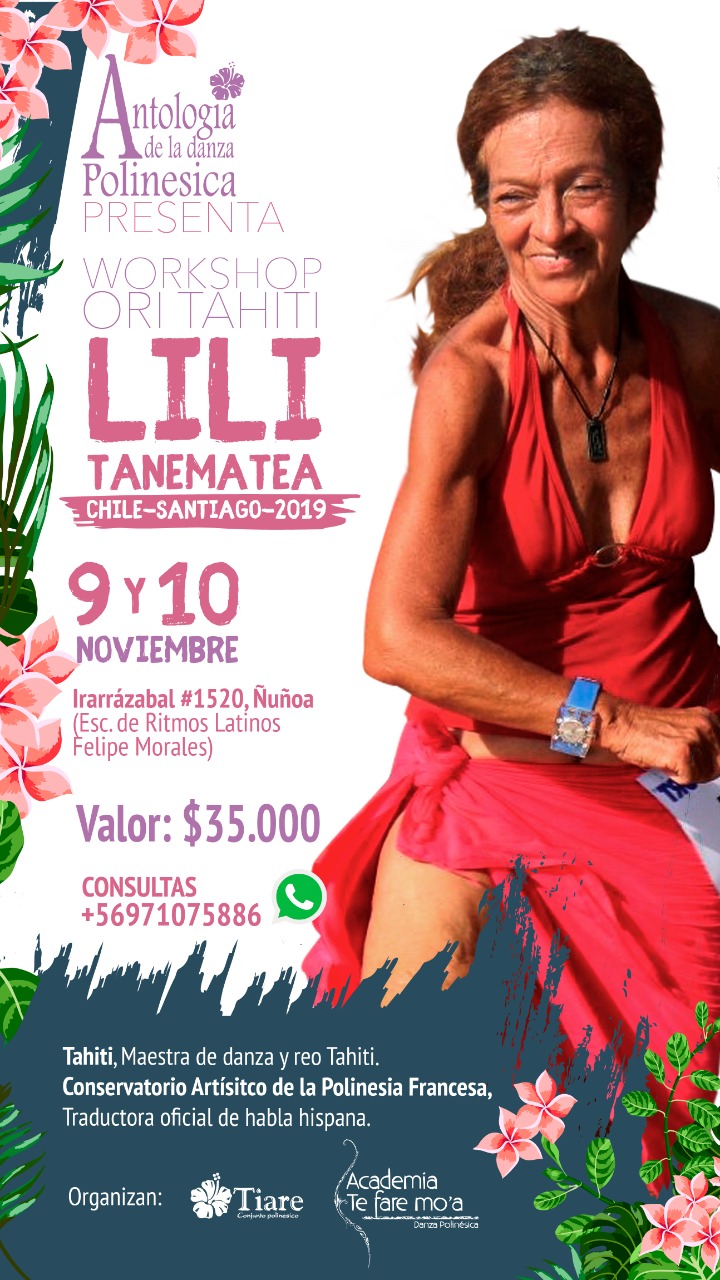 Antologia
de la danza
Polinesica
PRESENTA
WORKSHOP
ORI TAHITI
LILI
TANEMATEA
CHILE-SANTIAGO-2019
9 Y 10
NOVIEMBRE
Irarrázabal #1520, Ñuñoa
(Esc. de Ritmos Latinos
Felipe Morales)
Valor: $35.000
CONSULTAS
+56971075886
Tahiti, Maestra de danza y reo Tahiti.
Conservatorio Artísitco de la Polinesia Francesa,
Traductora oficial de habla hispana.
Organizan:
Tiare
Conjunto polinesico
Academia
Te fare mo'a
Danza Polinésica